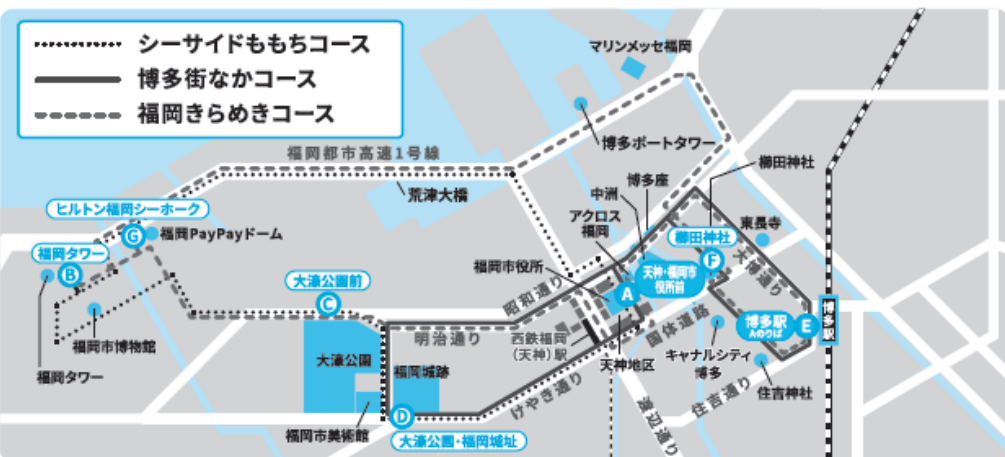 シーサイドももちコース
博多街なかコース
福岡きらめきコース
マリンメッセ福岡
博多ポートタワー
福岡都市高速1号線
荒津大橋
櫛田神社
博多座
中洲
アクロス
福岡
東長寺
ヒルトン福岡シーホーク
G
福岡PayPayドーム
福岡タワー
B
福岡市役所
天神・福岡市
役所前
A
櫛田神社
F
大博通り
大濠公園前
C
昭和通り
明治通り
西鉄福岡
(天神)駅
国体道路
博多駅
Aのりば
E
博多駅
福岡市博物館
福岡タワー
大濠公園
福岡城跡
天神地区
キャナルシティ
博多
住吉神社
けやき通り
渡辺通り
住吉通り
福岡市美術館
D
大濠公園・福岡城址